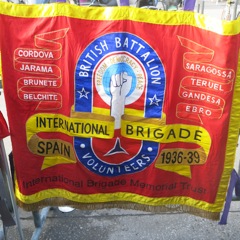 BRITISH BATTALION
CORDOVA
JARAMA
BRUNETE
BELCHITE
SARAGOSSA
TERUEL
GANDESA
EBRO
INTERNATIONAL BRIGADE
SPAIN 1936-39
VOLUNTEERS
International Brigade Memorial Trust